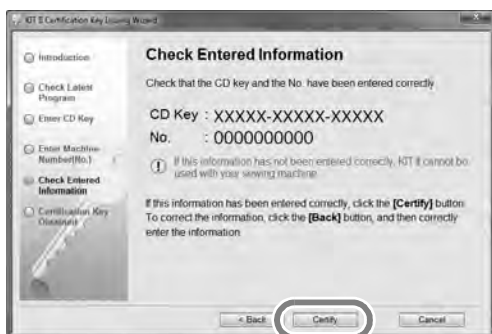 KIT II Certification Key Issuing Wizard
Introduction
Check Latest
Program
Enter CD Key
Enter Machine
Number(No.)
Check Entered
Information
Certification Key
Obtained
Check Entered Information
Check that the CD key and the No. have been entered correctly.
CD Key : XXXXX-XXXXX-XXXXX
No. : 0000000000
If this information has not been entered correctly, KIT II cannot be
used with your sewing machine.
If this information has been entered correctly, click the [Certify] button.
To correct the information, click the [Back] button, and then correctly
enter the information.
< Back
Certify
Cancel